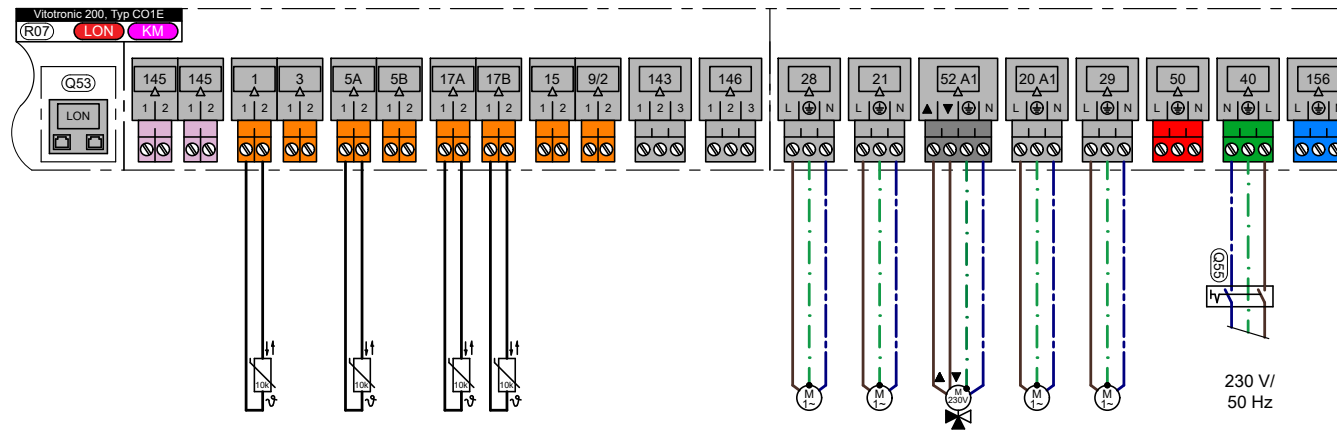 Vitotronic 200, Typ CO1E
R07 LON KM
Q53
LON
145 145 1 3 5A 5B 17A 17B 15 9/2 143 146 28 21 52 A1 20 A1 29 50 40 156
1 2 1 2 1 2 1 2 1 2 1 2 1 2 1 2 1 2 1 2 1 2 3 1 2 3 L N L N ▲ ▼ N L N L N L N N L L
Q55
10k 10k 10k 10k
ϑ ϑ ϑ ϑ
M M M M M
1~ 1~ 230V 1~ 1~
230 V/
50 Hz